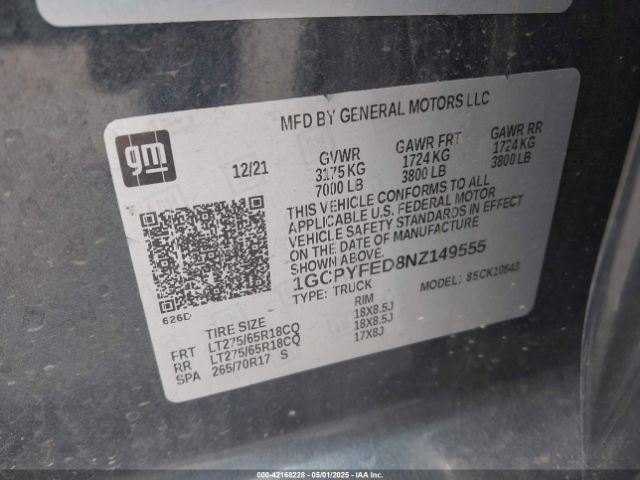 MFD BY GENERAL MOTORS LLC
gm
12/21
GVWR GAWR FRT GAWR RR
3175 KG 1724 KG 1724 KG
7000 LB 3800 LB 3800 LB
THIS VEHICLE CONFORMS TO ALL
APPLICABLE U.S. FEDERAL MOTOR
VEHICLE SAFETY STANDARDS IN EFFECT
ON THE DATE OF MANUFACTURE
SHOWN ABOVE.
1GCPYFED8NZ149555
TYPE: TRUCK MODEL: 85CK10543
626D
TIRE SIZE RIM
FRT LT275/65R18CQ 18X8.5J
RR LT275/65R18CQ 18X8.5J
SPA 265/70R17 S 17X8J
000-42168228 - 05/01/2025 - IAA Inc.